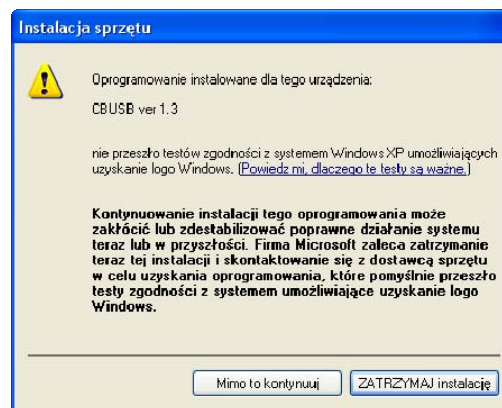 Instalacja sprzętu
Oprogramowanie instalowane dla tego urządzenia:
CBUSB ver 1.3
nie przeszło testów zgodności z systemem Windows XP umożliwiających
uzyskanie logo Windows. (Powiedz mi, dlaczego te testy są ważne.)
Kontynuowanie instalacji tego oprogramowania może
zakłócić lub zdestabilizować poprawne działanie systemu
teraz lub w przyszłości. Firma Microsoft zaleca zatrzymanie
teraz tej instalacji i skontaktowanie się z dostawcą sprzętu
w celu uzyskania oprogramowania, które pomyślnie przeszło
testy zgodności z systemem umożliwiające uzyskanie logo
Windows.
Mimo to kontynuuj ZATRZYMAJ instalację